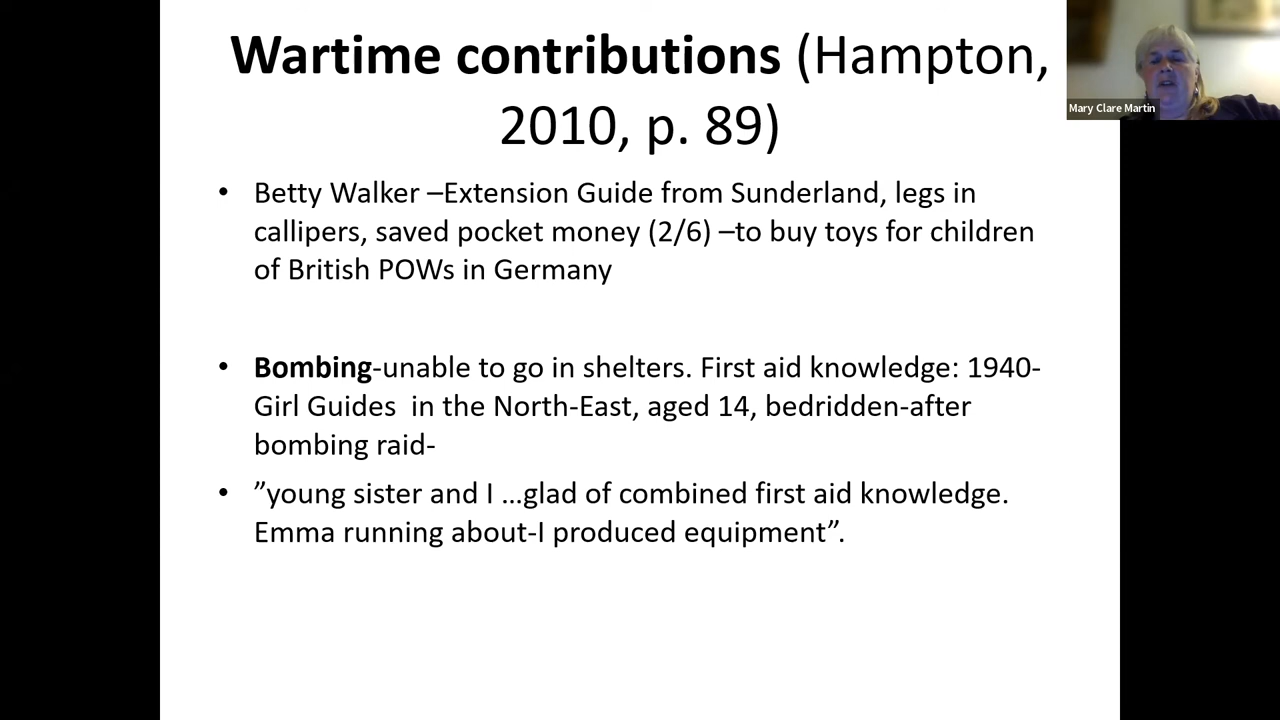 Wartime contributions (Hampton,
2010, p. 89)
Mary Clare Martin
• Betty Walker –Extension Guide from Sunderland, legs in
callipers, saved pocket money (2/6) –to buy toys for children
of British POWs in Germany
• Bombing-unable to go in shelters. First aid knowledge: 1940-
Girl Guides  in the North-East, aged 14, bedridden-after
bombing raid-
• ”young sister and I …glad of combined first aid knowledge.
Emma running about-I produced equipment”.